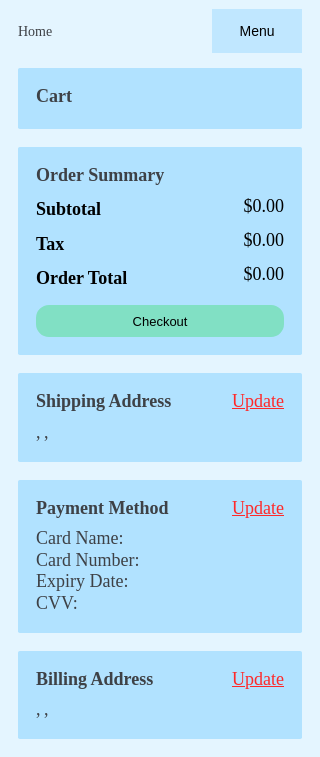 Home Menu
Cart
Order Summary
Subtotal $0.00
Tax $0.00
Order Total $0.00
Checkout
Shipping Address Update
, ,
Payment Method Update
Card Name:
Card Number:
Expiry Date:
CVV:
Billing Address Update
, ,